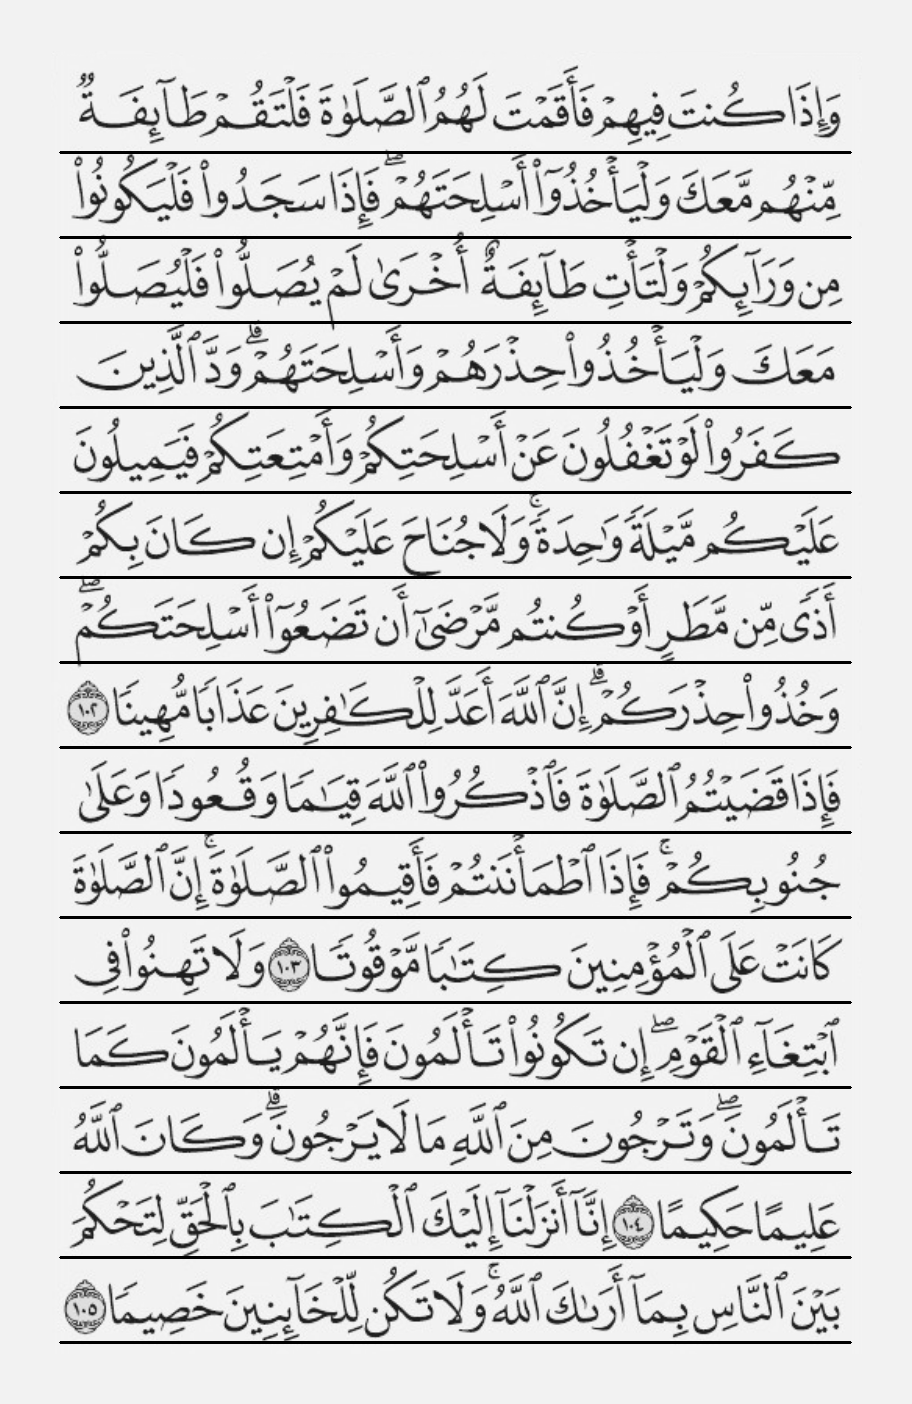 وَإِذَا كُنتَ فِيهِمْ فَأَقَمْتَ لَهُمُ ٱلصَّلَوٰةَ فَلْتَقُمْ طَآئِفَةٌ
مِّنْهُم مَّعَكَ وَلْيَأْخُذُوٓا۟ أَسْلِحَتَهُمْ ۖ فَإِذَا سَجَدُوا۟ فَلْيَكُونُوا۟
مِن وَرَآئِكُمْ وَلْتَأْتِ طَآئِفَةٌ أُخْرَىٰ لَمْ يُصَلُّوا۟ فَلْيُصَلُّوا۟
مَعَكَ وَلْيَأْخُذُوا۟ حِذْرَهُمْ وَأَسْلِحَتَهُمْ ۗ وَدَّ ٱلَّذِينَ
كَفَرُوا۟ لَوْ تَغْفُلُونَ عَنْ أَسْلِحَتِكُمْ وَأَمْتِعَتِكُمْ فَيَمِيلُونَ
عَلَيْكُم مَّيْلَةً وَٰحِدَةً ۚ وَلَا جُنَاحَ عَلَيْكُمْ إِن كَانَ بِكُمْ
أَذًى مِّن مَّطَرٍ أَوْ كُنتُم مَّرْضَىٰٓ أَن تَضَعُوٓا۟ أَسْلِحَتَكُمْ ۖ
وَخُذُوا۟ حِذْرَكُمْ ۗ إِنَّ ٱللَّهَ أَعَدَّ لِلْكَٰفِرِينَ عَذَابًا مُّهِينًا ١٠٢
فَإِذَا قَضَيْتُمُ ٱلصَّلَوٰةَ فَٱذْكُرُوا۟ ٱللَّهَ قِيَٰمًا وَقُعُودًا وَعَلَىٰ
جُنُوبِكُمْ ۚ فَإِذَا ٱطْمَأْنَنتُمْ فَأَقِيمُوا۟ ٱلصَّلَوٰةَ ۚ إِنَّ ٱلصَّلَوٰةَ
كَانَتْ عَلَى ٱلْمُؤْمِنِينَ كِتَٰبًا مَّوْقُوتًا ١٠٣ وَلَا تَهِنُوا۟ فِى
ٱبْتِغَآءِ ٱلْقَوْمِ ۖ إِن تَكُونُوا۟ تَأْلَمُونَ فَإِنَّهُمْ يَأْلَمُونَ كَمَا
تَأْلَمُونَ ۖ وَتَرْجُونَ مِنَ ٱللَّهِ مَا لَا يَرْجُونَ ۗ وَكَانَ ٱللَّهُ
عَلِيمًا حَكِيمًا ١٠٤ إِنَّآ أَنزَلْنَآ إِلَيْكَ ٱلْكِتَٰبَ بِٱلْحَقِّ لِتَحْكُمَ
بَيْنَ ٱلنَّاسِ بِمَآ أَرَىٰكَ ٱللَّهُ ۚ وَلَا تَكُن لِّلْخَآئِنِينَ خَصِيمًا ١٠٥